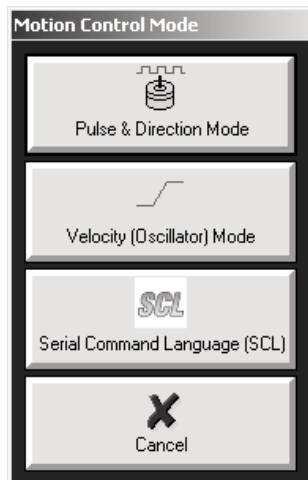 Motion Control Mode
Pulse & Direction Mode
Velocity (Oscillator) Mode
SCL
Serial Command Language (SCL)
Cancel